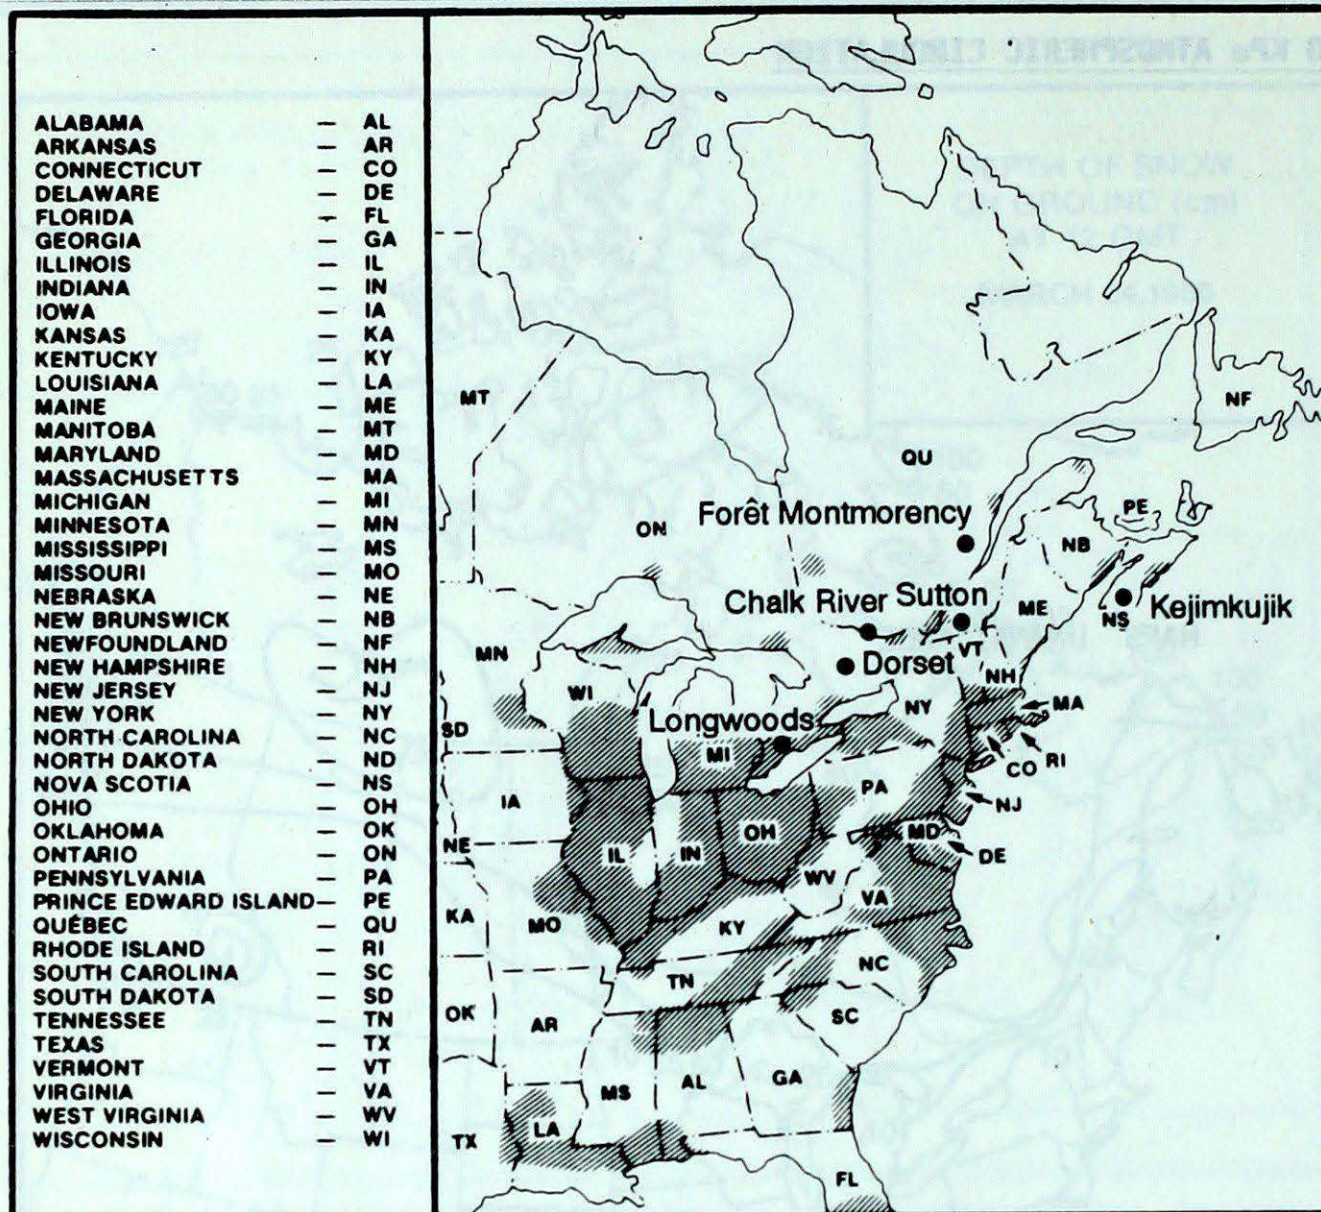 ALABAMA – AL
ARKANSAS – AR
CONNECTICUT – CO
DELAWARE – DE
FLORIDA – FL
GEORGIA – GA
ILLINOIS – IL
INDIANA – IN
IOWA – IA
KANSAS – KA
KENTUCKY – KY
LOUISIANA – LA
MAINE – ME
MANITOBA – MT
MARYLAND – MD
MASSACHUSETTS – MA
MICHIGAN – MI
MINNESOTA – MN
MISSISSIPPI – MS
MISSOURI – MO
NEBRASKA – NE
NEW BRUNSWICK – NB
NEWFOUNDLAND – NF
NEW HAMPSHIRE – NH
NEW JERSEY – NJ
NEW YORK – NY
NORTH CAROLINA – NC
NORTH DAKOTA – ND
NOVA SCOTIA – NS
OHIO – OH
OKLAHOMA – OK
ONTARIO – ON
PENNSYLVANIA – PA
PRINCE EDWARD ISLAND – PE
QUÉBEC – QU
RHODE ISLAND – RI
SOUTH CAROLINA – SC
SOUTH DAKOTA – SD
TENNESSEE – TN
TEXAS – TX
VERMONT – VT
VIRGINIA – VA
WEST VIRGINIA – WV
WISCONSIN – WI
MT
NF
QU
Forêt Montmorency
PE
ON
NB
Chalk River
Sutton
ME
NS
Kejimkujik
VT
MN
Dorset
NH
WI
MA
NY
Longwoods
SD
MI
CO
RI
PA
IA
NJ
OH
MD
NE
IL
IN
DE
WV
VA
KA
MO
KY
NC
TN
OK
AR
SC
GA
AL
MS
LA
TX
FL